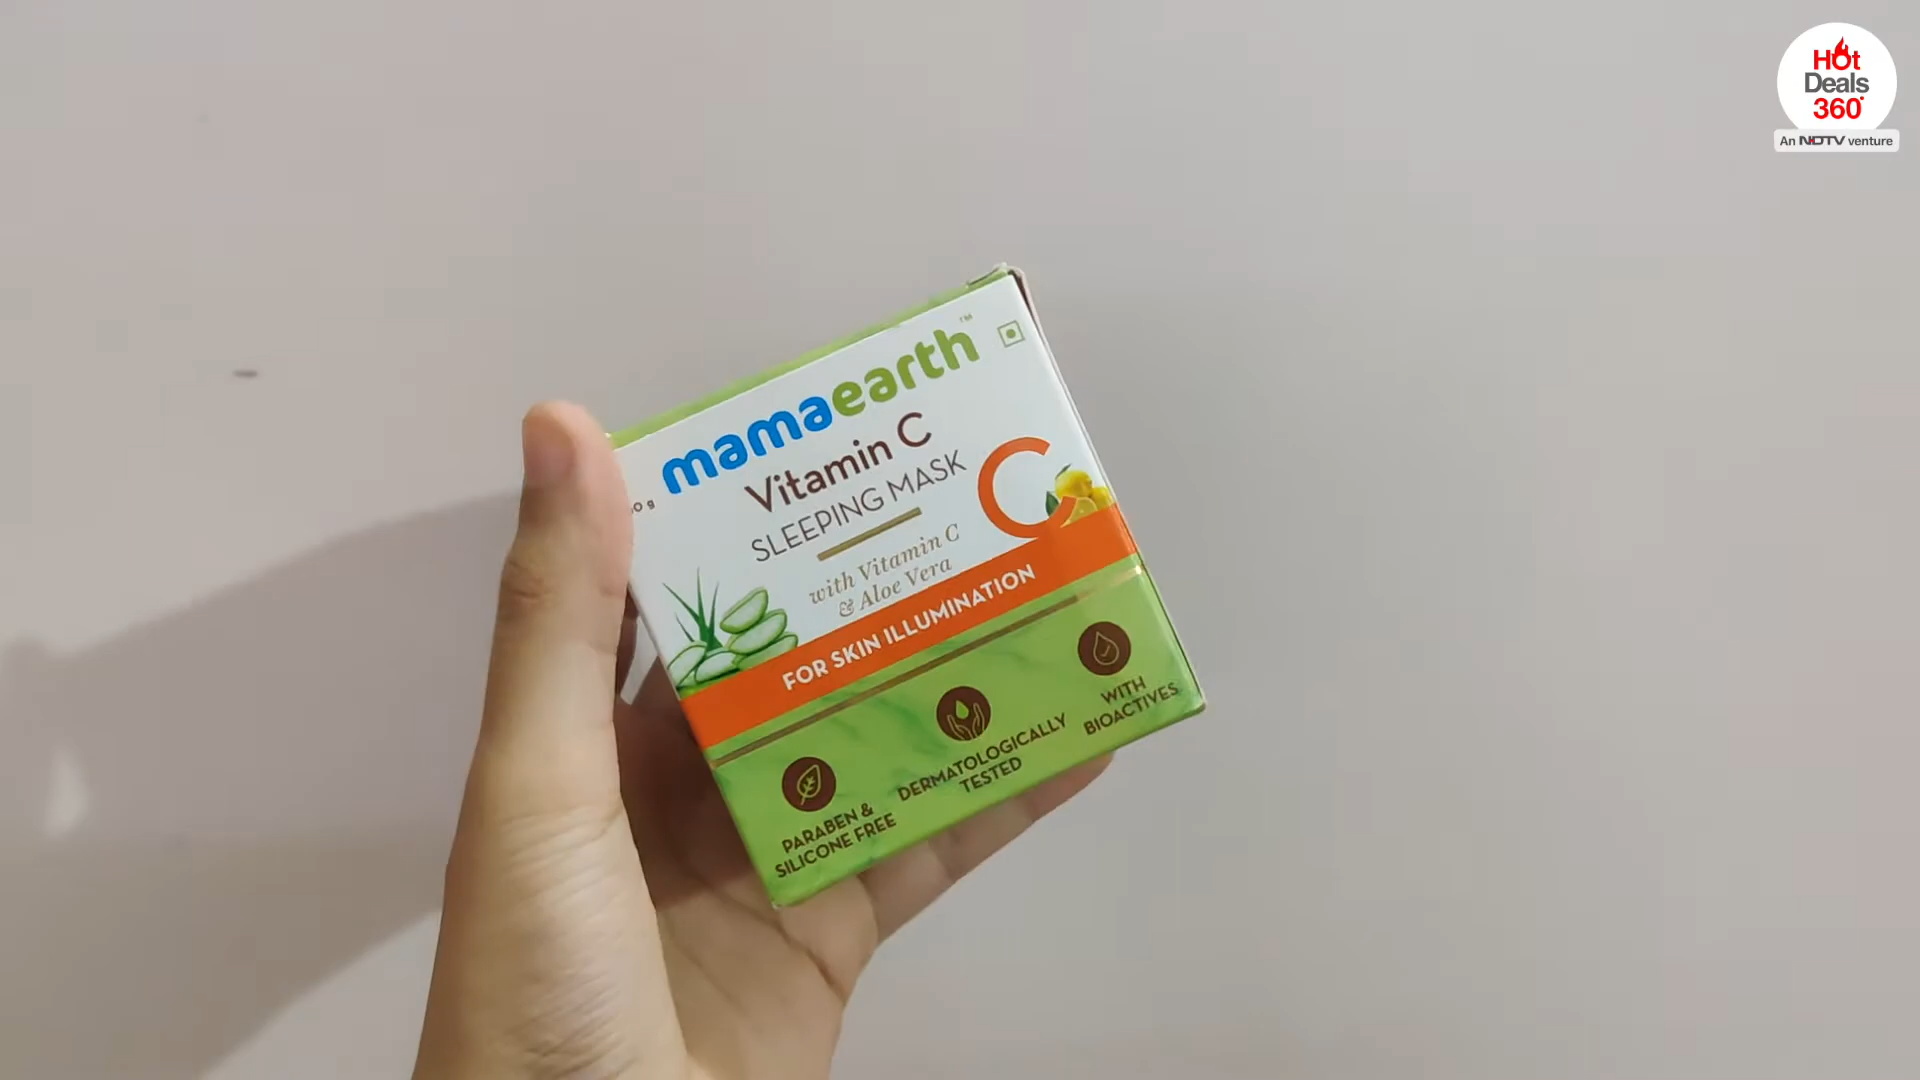 HOt
Deals
360°
An NDTV venture
mamaearth™
Vitamin C
SLEEPING MASK
C
with Vitamin C
& Aloe Vera
FOR SKIN ILLUMINATION
PARABEN &
SILICONE FREE
DERMATOLOGICALLY
TESTED
WITH
BIOACTIVES